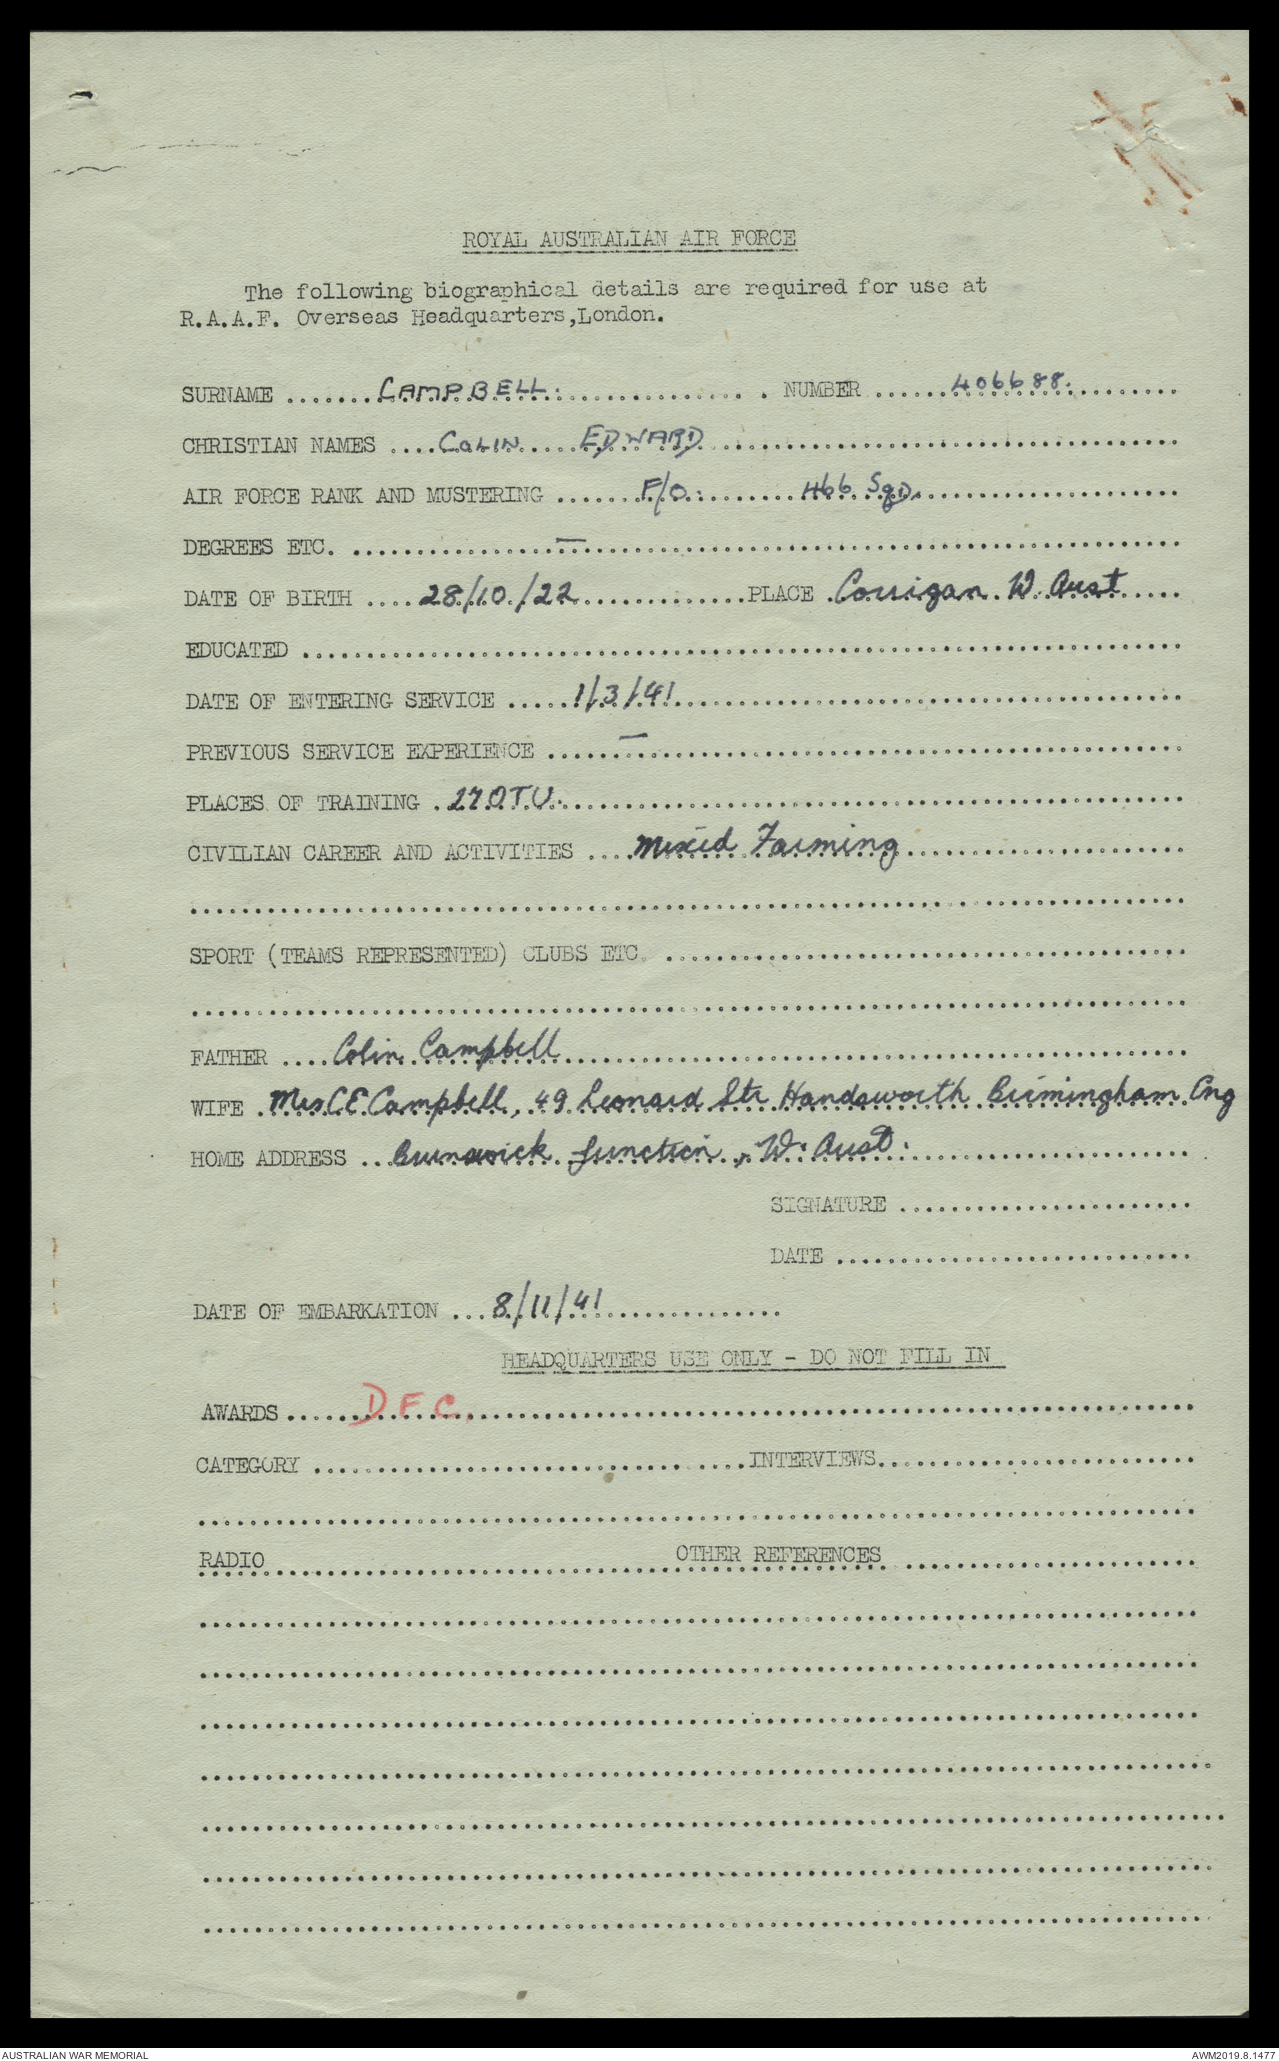 ROYAL AUSTRALIAN AIR FORCE
The following biographical details are required for use at
R.A.A.F. Overseas Headquarters,London.
SURNAME ....... CAMPBELL. .............. . NUMBER ...... 406688. ........
CHRISTIAN NAMES .... COLIN ..... EDWARD ....................
AIR FORCE RANK AND MUSTERING ....... F/O. ........ 466 SqD. ....................
DEGREES ETC. ................ — ....................
DATE OF BIRTH .... 28/10/22 ............. PLACE . Corrigan. W. Aust .....
EDUCATED ........................................
DATE OF ENTERING SERVICE ..... 1/3/41 ....................
PREVIOUS SERVICE EXPERIENCE ...... — ....................
PLACES OF TRAINING . 27 O.T.U. ....................
CIVILIAN CAREER AND ACTIVITIES .... Mixed Farming ....................
........................................
SPORT (TEAMS REPRESENTED) CLUBS ETC. ....................
........................................
FATHER .... Colin Campbell ....................
WIFE . Mrs C E Campbell, 49 Leonard Str Handsworth Birmingham Eng
HOME ADDRESS ... Brunswick Junction, W. Aust. ....................
SIGNATURE ....................
DATE ....................
DATE OF EMBARKATION ... 8/11/41 ..............
HEADQUARTERS USE ONLY - DO NOT FILL IN
AWARDS ...... D F C. ....................
CATEGORY .................... INTERVIEWS....................
........................................
RADIO .................... OTHER REFERENCES ....................
........................................
........................................
........................................
........................................
........................................
........................................
........................................
AUSTRALIAN WAR MEMORIAL
AWM2019.8.1477